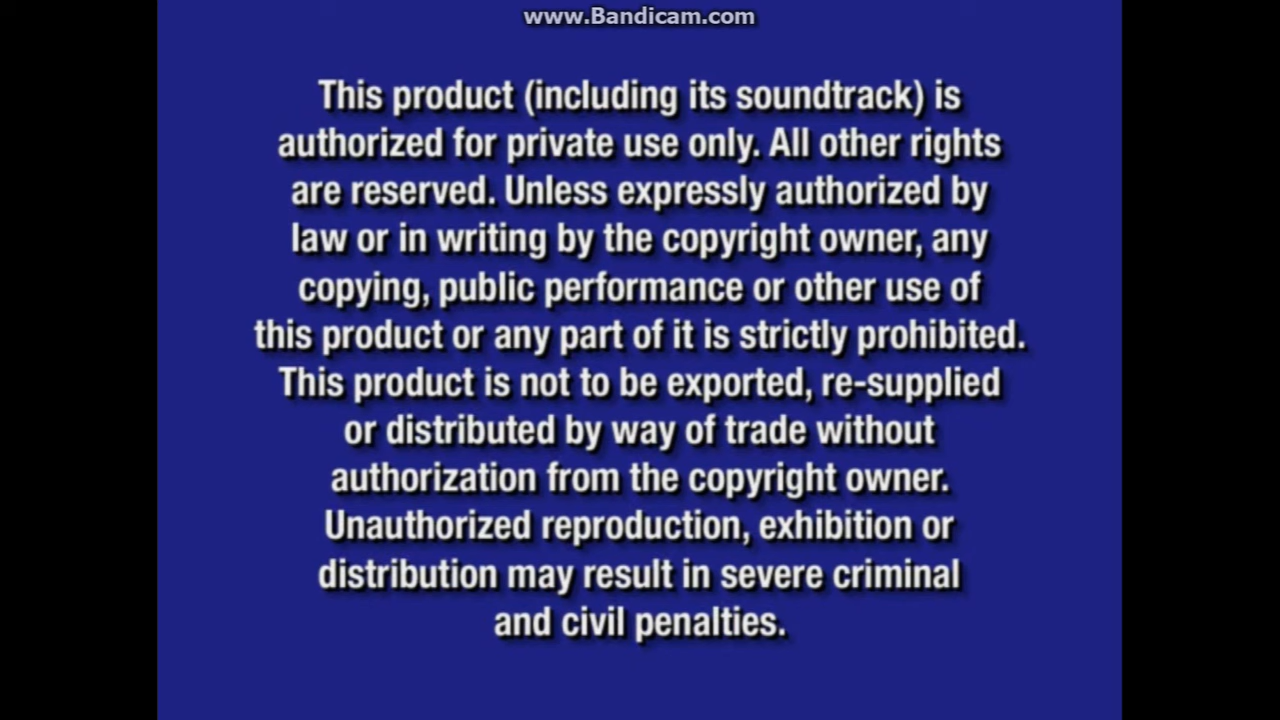 www.Bandicam.com
This product (including its soundtrack) is
authorized for private use only. All other rights
are reserved. Unless expressly authorized by
law or in writing by the copyright owner, any
copying, public performance or other use of
this product or any part of it is strictly prohibited.
This product is not to be exported, re-supplied
or distributed by way of trade without
authorization from the copyright owner.
Unauthorized reproduction, exhibition or
distribution may result in severe criminal
and civil penalties.